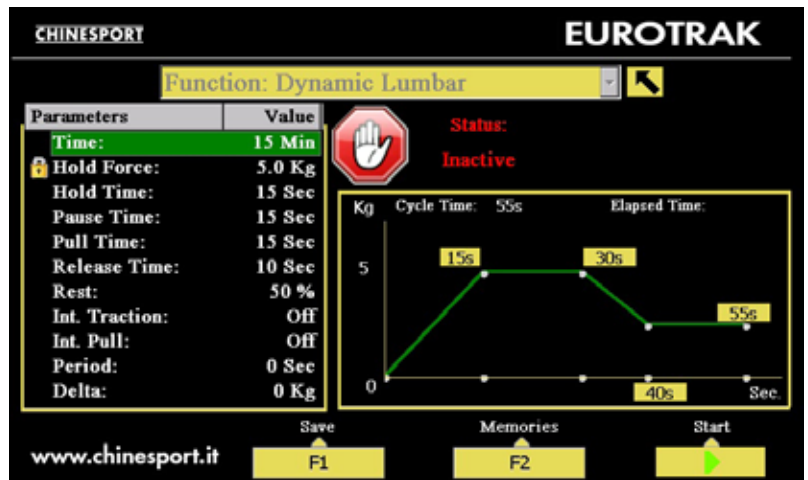 CHINESPORT
EUROTRAK
Function: Dynamic Lumbar
Parameters Value
Time: 15 Min
Hold Force: 5.0 Kg
Hold Time: 15 Sec
Pause Time: 15 Sec
Pull Time: 15 Sec
Release Time: 10 Sec
Rest: 50 %
Int. Traction: Off
Int. Pull: Off
Period: 0 Sec
Delta: 0 Kg
Status:
Inactive
Kg Cycle Time: 55s Elapsed Time:
15s 30s
5
55s
0
40s Sec.
Save Memories Start
www.chinesport.it F1 F2